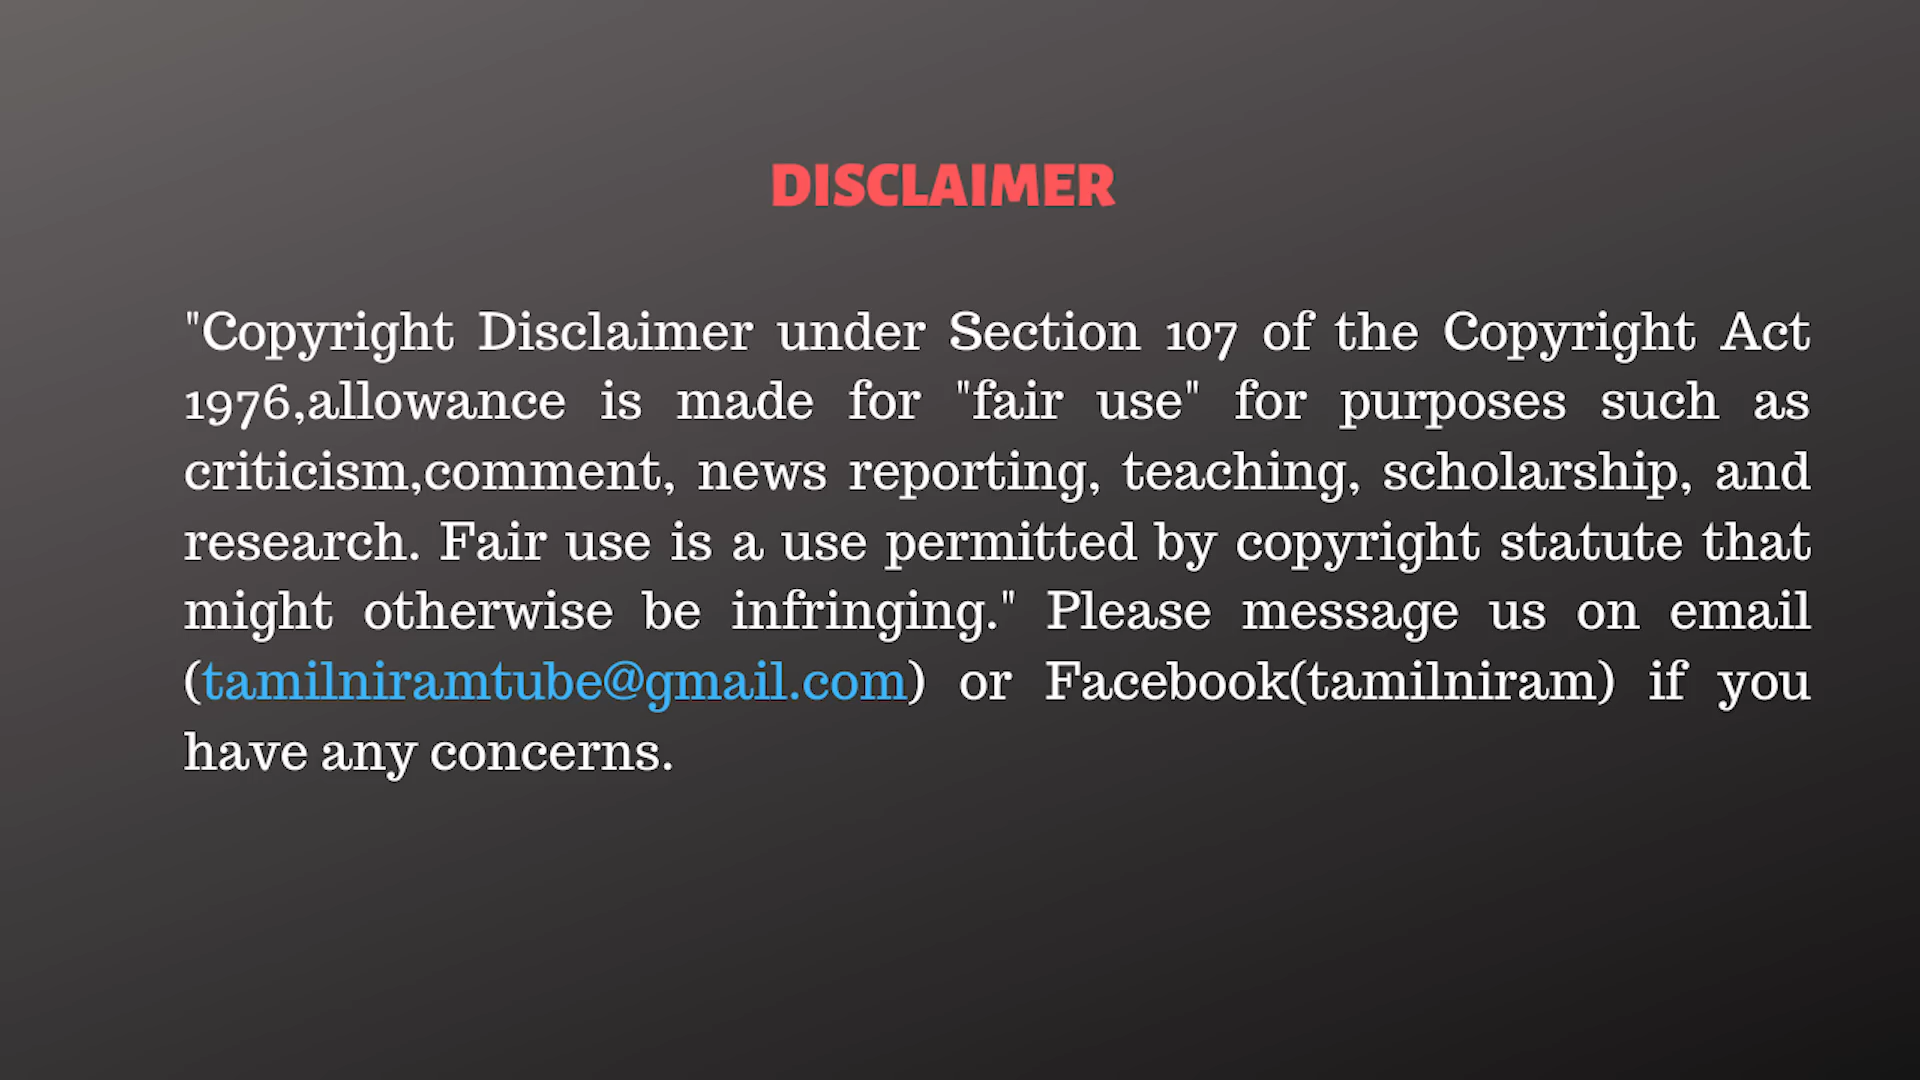 DISCLAIMER
"Copyright Disclaimer under Section 107 of the Copyright Act
1976,allowance is made for "fair use" for purposes such as
criticism,comment, news reporting, teaching, scholarship, and
research. Fair use is a use permitted by copyright statute that
might otherwise be infringing." Please message us on email
(tamilniramtube@gmail.com) or Facebook(tamilniram) if you
have any concerns.